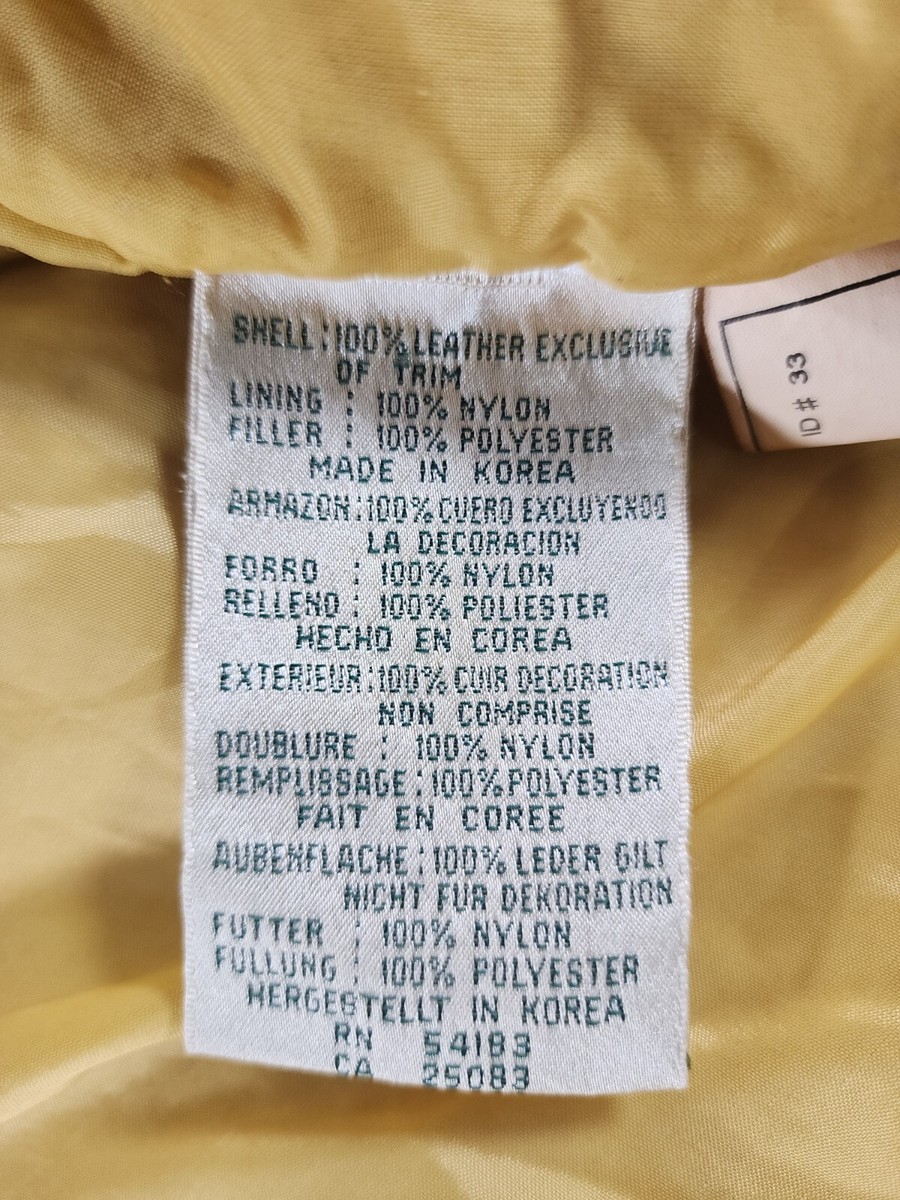 SHELL:100% LEATHER EXCLUSIVE
OF TRIM
LINING : 100% NYLON
FILLER : 100% POLYESTER
MADE IN KOREA
ARMAZON:100% CUERO EXCLUYENDO
LA DECORACION
FORRO : 100% NYLON
RELLENO : 100% POLIESTER
HECHO EN COREA
EXTERIEUR:100% CUIR DECORATION
NON COMPRISE
DOUBLURE : 100% NYLON
REMPLISSAGE:100% POLYESTER
FAIT EN COREE
AUBENFLACHE:100% LEDER GILT
NICHT FUR DEKORATION
FUTTER : 100% NYLON
FULLUNG : 100% POLYESTER
HERGESTELLT IN KOREA
RN 54183
CA 25083
ID # 33